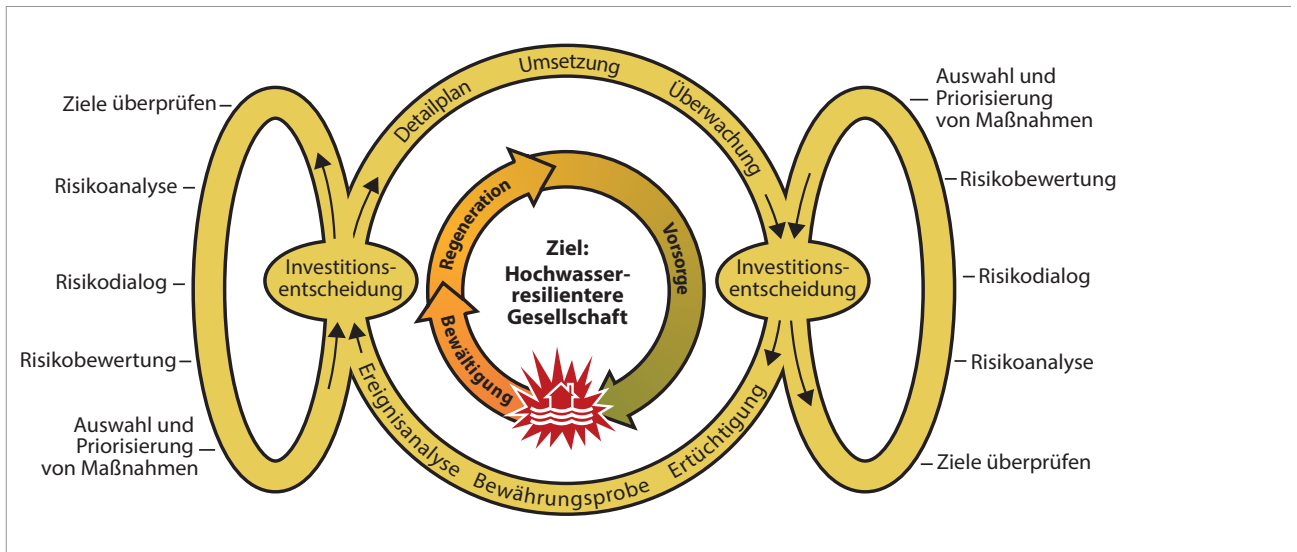 Ziele überprüfen
Risikoanalyse
Risikodialog
Risikobewertung
Auswahl und
Priorisierung
von Maßnahmen
Investitions-
entscheidung
Detailplan
Umsetzung
Überwachung
Regeneration
Vorsorge
Bewältigung
Ziel:
Hochwasser-
resilientere
Gesellschaft
Ereignisanalyse
Bewährungsprobe
Ertüchtigung
Investitions-
entscheidung
Auswahl und
Priorisierung
von Maßnahmen
Risikobewertung
Risikodialog
Risikoanalyse
Ziele überprüfen